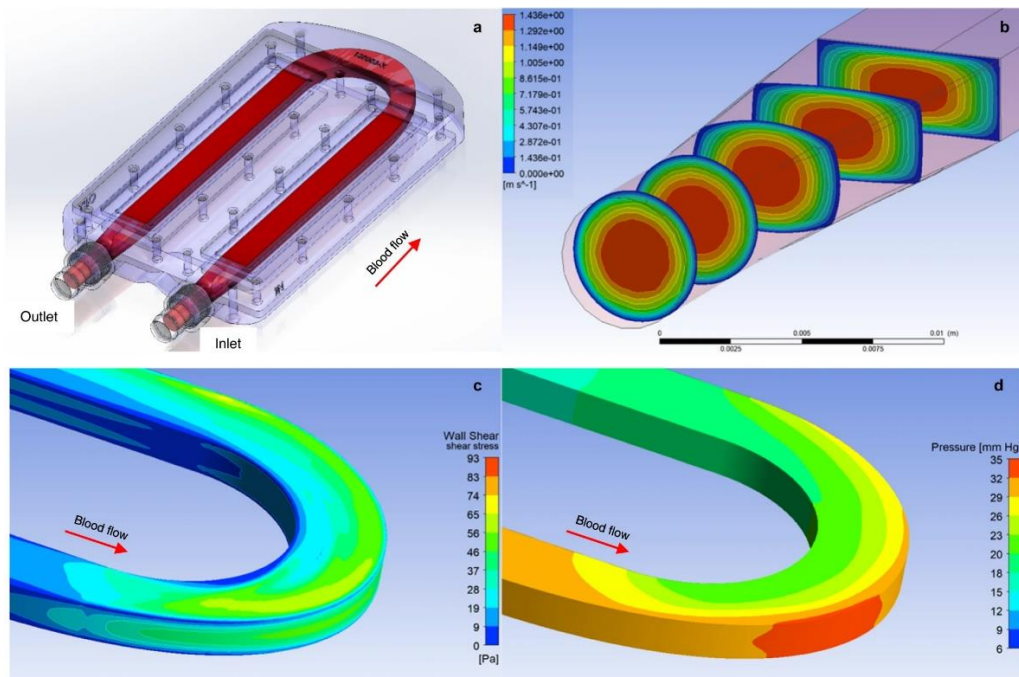 a
Blood flow
Outlet
Inlet
b
1.436e+00
1.292e+00
1.149e+00
1.005e+00
8.615e-01
7.179e-01
5.743e-01
4.307e-01
2.872e-01
1.436e-01
0.000e+00
[m s^-1]
0
0.005
0.01
(m)
0.0025
0.0075
c
Wall Shear
shear stress
93
83
74
65
56
46
37
28
19
9
0
[Pa]
Blood flow
d
Pressure [mm Hg]
35
32
29
26
23
20
18
15
12
9
6
Blood flow